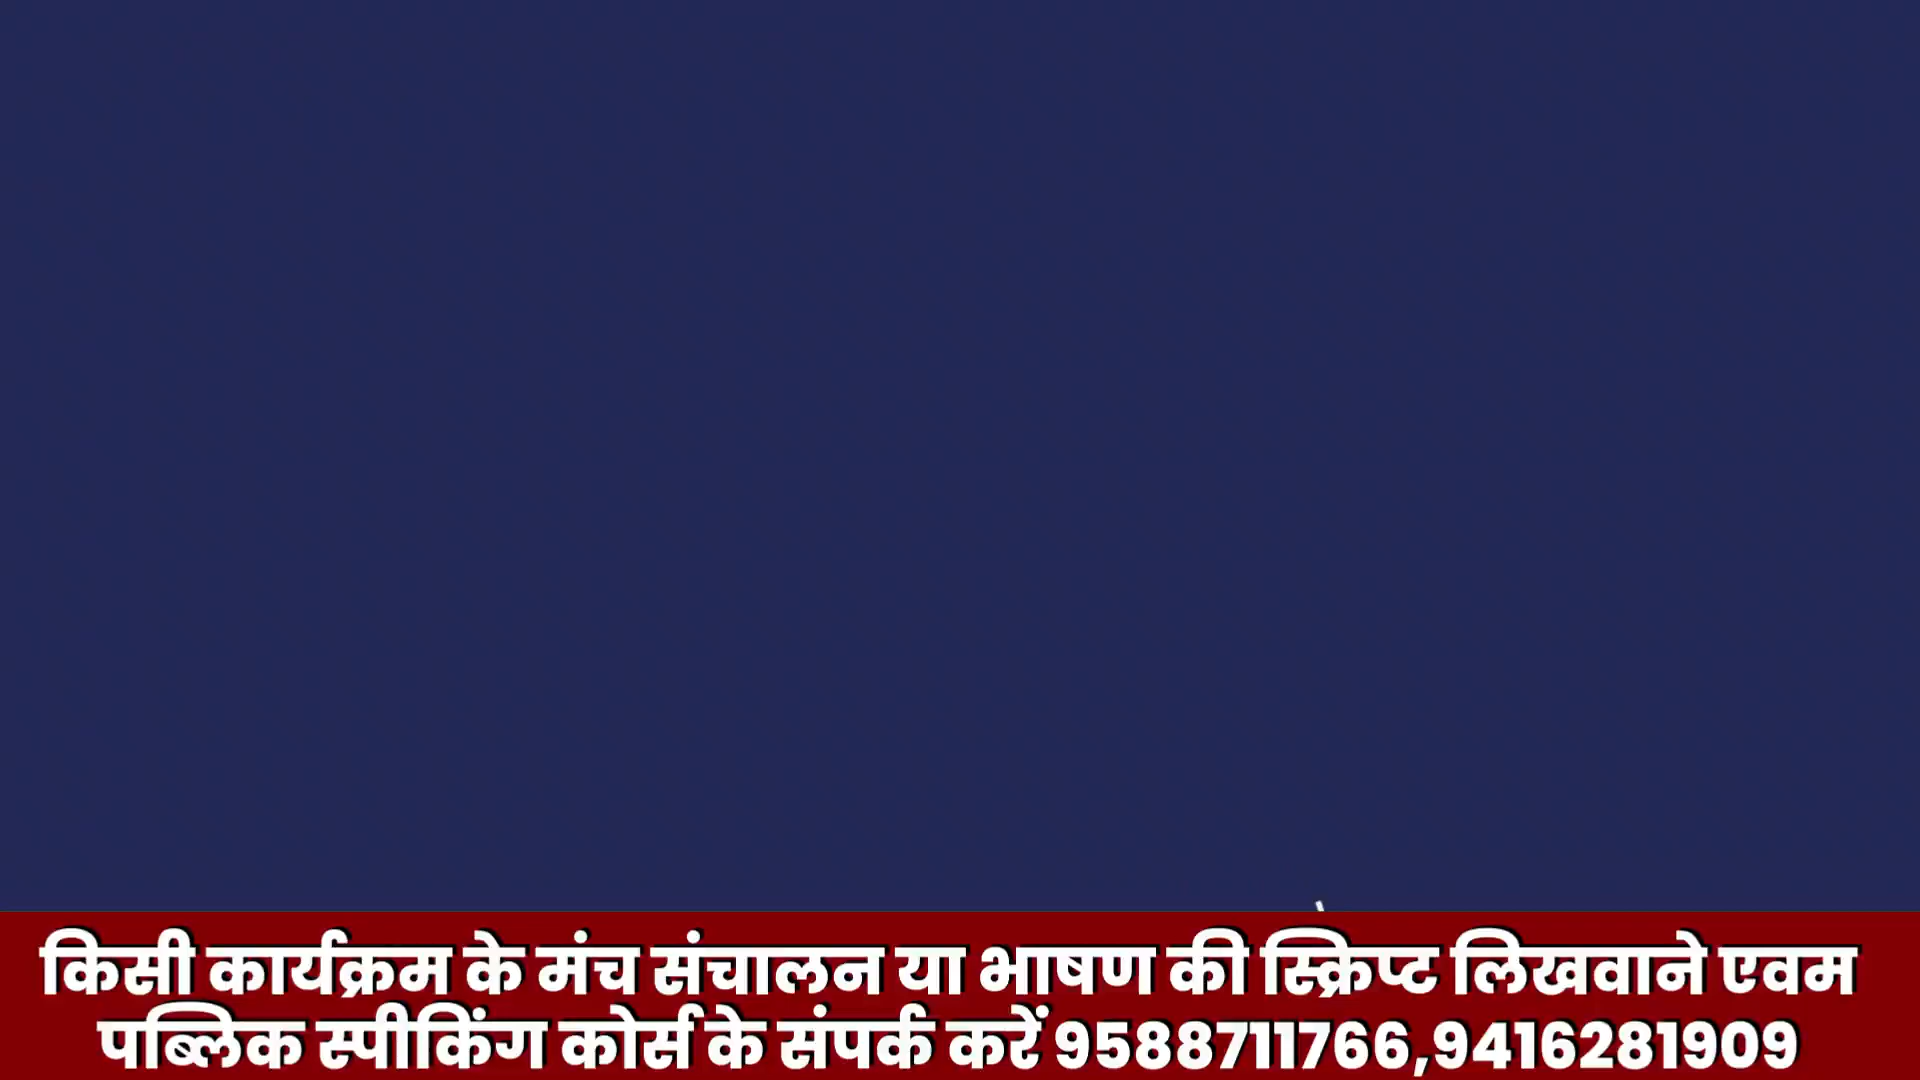 किसी कार्यक्रम के मंच संचालन या भाषण की स्क्रिप्ट लिखवाने एवम
पब्लिक स्पीकिंग कोर्स के संपर्क करें 9588711766,9416281909